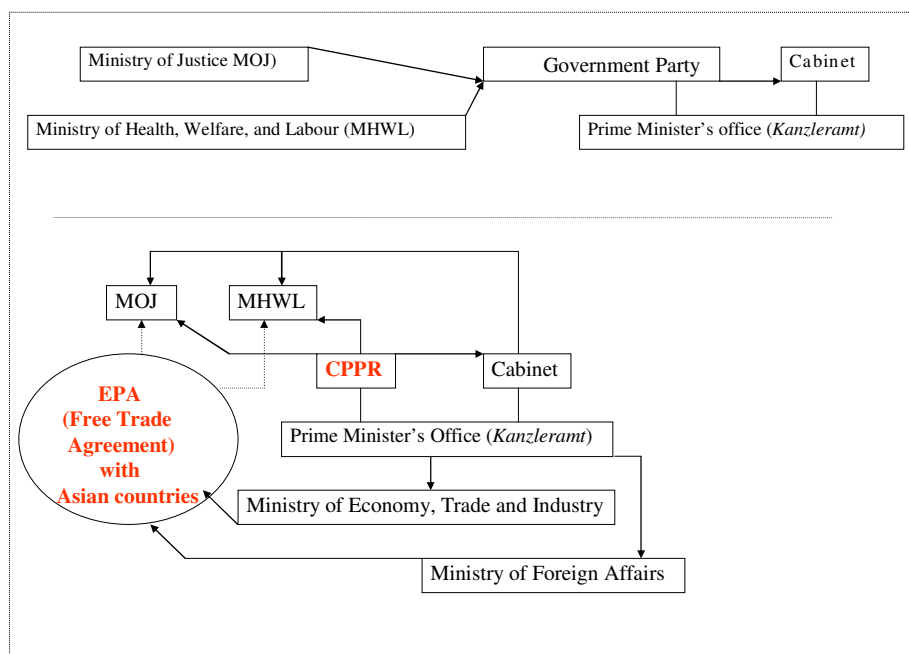 Ministry of Justice MOJ)
Government Party
Cabinet
Ministry of Health, Welfare, and Labour (MHWL)
Prime Minister's office (Kanzleramt)
MOJ
MHWL
CPPR
Cabinet
EPA
(Free Trade
Agreement)
with
Asian countries
Prime Minister's Office (Kanzleramt)
Ministry of Economy, Trade and Industry
Ministry of Foreign Affairs